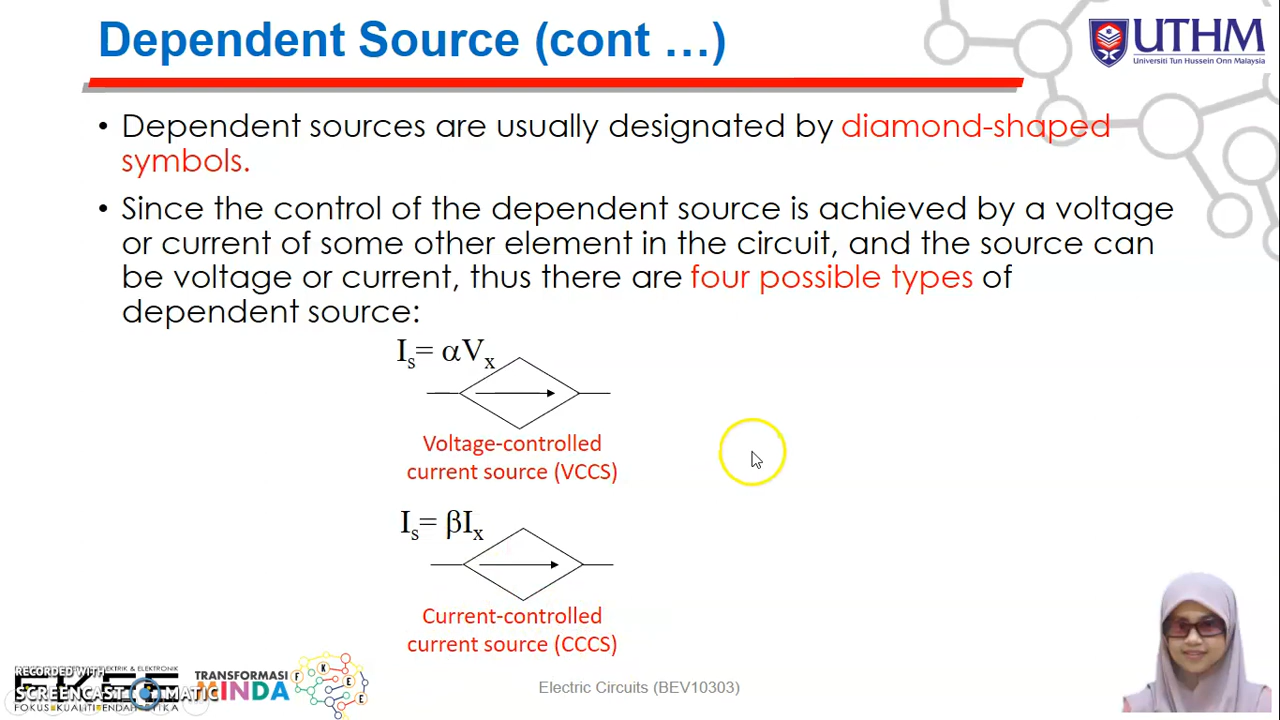 Dependent Source (cont …)
UTHM
Universiti Tun Hussein Onn Malaysia
• Dependent sources are usually designated by diamond-shaped
symbols.
• Since the control of the dependent source is achieved by a voltage
or current of some other element in the circuit, and the source can
be voltage or current, thus there are four possible types of
dependent source:
Is= αVx
Voltage-controlled
current source (VCCS)
Is= βIx
Current-controlled
current source (CCCS)
RECORDED WITH
SCREENCAST MATIC
FOKUS KUALITI ENDAH ETIKA
TRANSFORMASI
MINDA
F K E E
Electric Circuits (BEV10303)